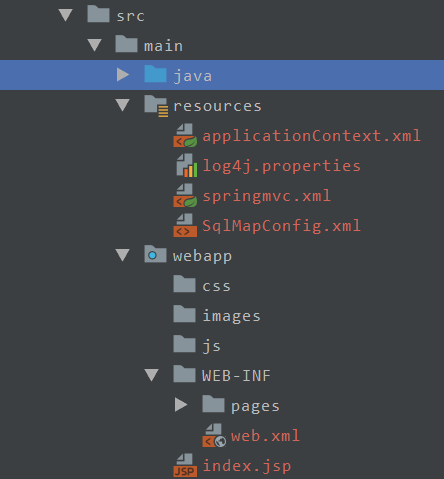 src
main
java
resources
applicationContext.xml
log4j.properties
springmvc.xml
SqlMapConfig.xml
webapp
css
images
js
WEB-INF
pages
web.xml
JSP index.jsp